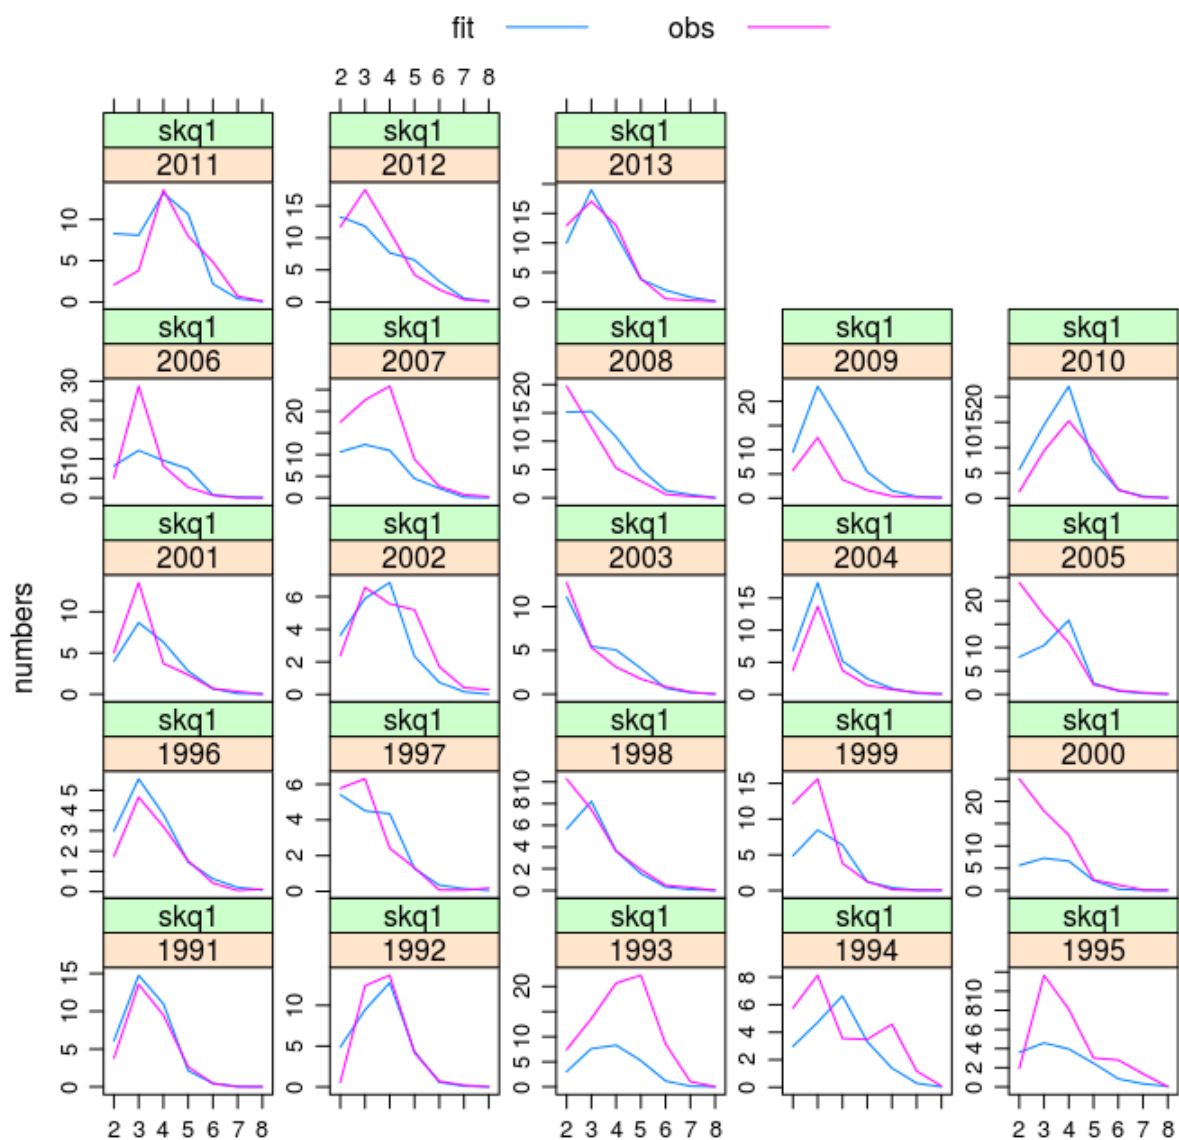 fit obs
2 3 4 5 6 7 8
skq1 skq1 skq1
2011 2012 2013
0 5 10
0 5 10 15
0 5 10 15
skq1 skq1 skq1 skq1 skq1
2006 2007 2008 2009 2010
0 5 10 20 30
0 10 20
0 5 10 15 20
0 5 10 20
0 5 10 15 20
skq1 skq1 skq1 skq1 skq1
2001 2002 2003 2004 2005
0 5 10
0 2 4 6
0 5 10
0 5 10 15
0 5 10 20
numbers
skq1 skq1 skq1 skq1 skq1
1996 1997 1998 1999 2000
0 1 2 3 4 5
0 2 4 6
0 2 4 6 8 10
0 5 10 15
0 5 10 20
skq1 skq1 skq1 skq1 skq1
1991 1992 1993 1994 1995
0 5 10 15
0 5 10
0 5 10 20
0 2 4 6 8
0 2 4 6 8 10
2 3 4 5 6 7 8 2 3 4 5 6 7 8 2 3 4 5 6 7 8